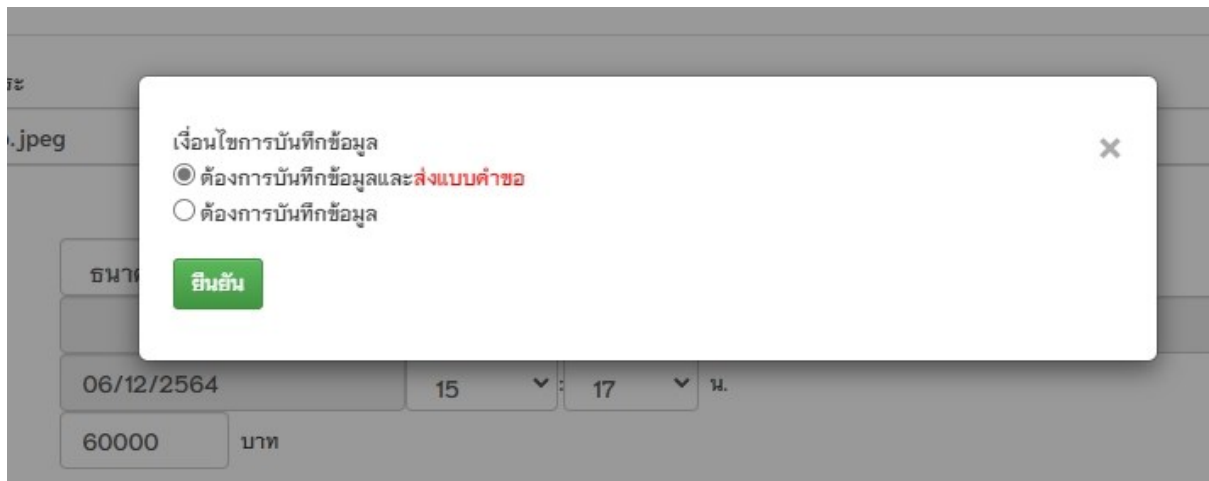 ระ
.jpeg
เงื่อนไขการบันทึกข้อมูล
ต้องการบันทึกข้อมูลและส่งแบบคำขอ
ต้องการบันทึกข้อมูล
ยืนยัน
06/12/2564 15 : 17 น.
60000 บาท